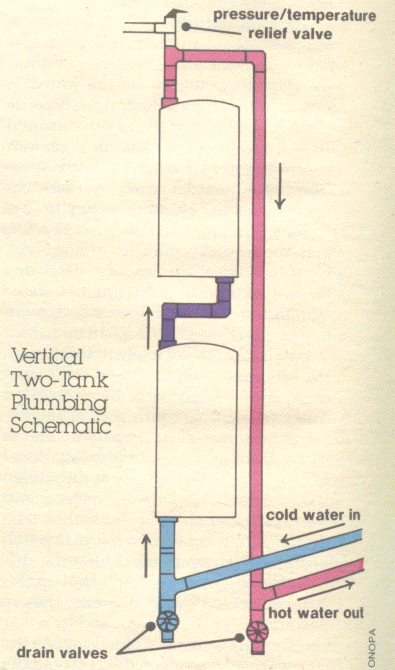 pressure/temperature
relief valve
Vertical
Two-Tank
Plumbing
Schematic
cold water in
hot water out
drain valves
ONOPA